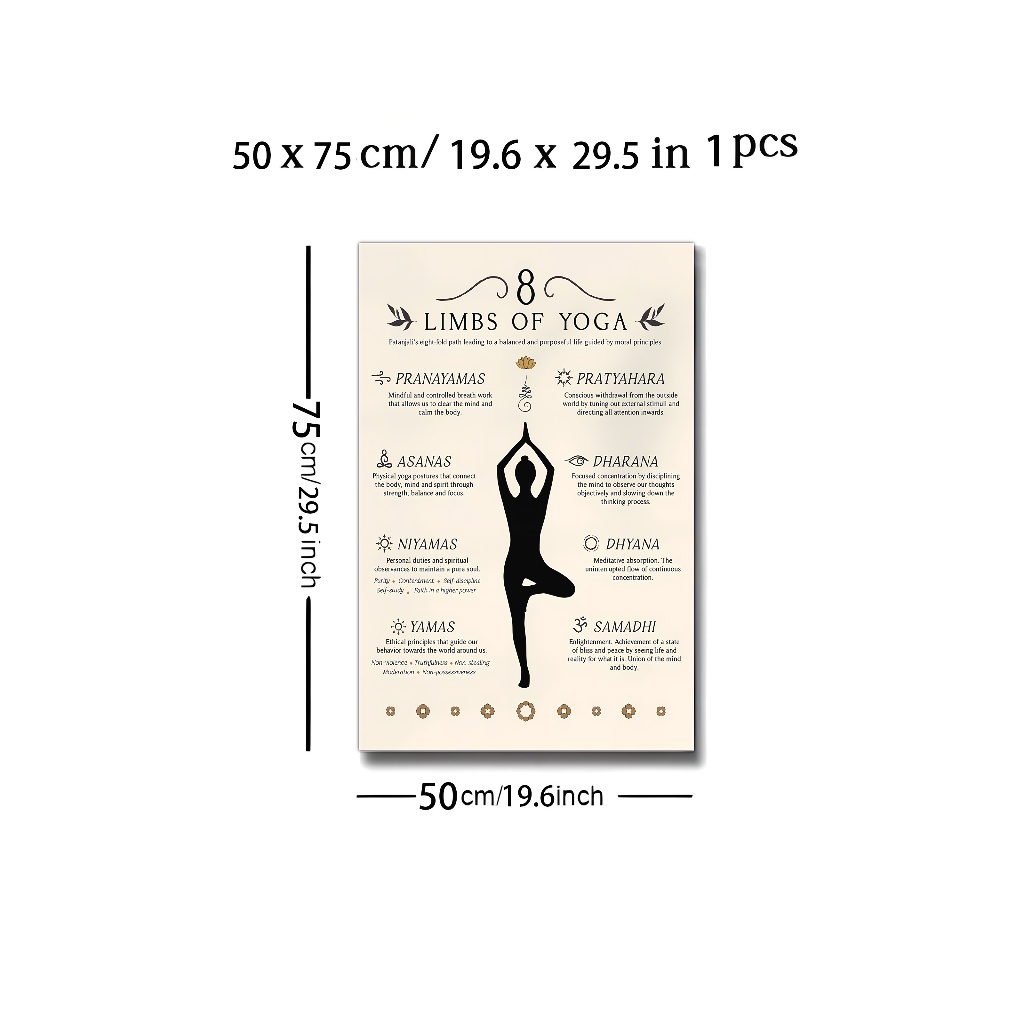 50 x 75 cm/ 19.6 x 29.5 in 1 pcs
75cm/29.5 inch
8
LIMBS OF YOGA
Patanjali's eight-fold path leading to a balanced and purposeful life guided by moral principles
PRANAYAMAS
Mindful and controlled breath work
that allows us to clear the mind and
calm the body.
ASANAS
Physical yoga postures that connect
the body, mind and spirit through
strength, balance and focus.
NIYAMAS
Personal duties and spiritual
observances to maintain a pure soul.
Purity • Contentment • Self-discipline
Self-study • Faith in a higher power
YAMAS
Ethical principles that guide our
behavior towards the world around us.
Non-violence • Truthfulness • Non-stealing
Moderation • Non-possessiveness
PRATYAHARA
Conscious withdrawal from the outside
world by tuning out external stimuli and
directing all attention inwards
DHARANA
Focused concentration by disciplining
the mind to observe our thoughts
objectively and slowing down the
thinking process.
DHYANA
Meditative absorption. The
uninterrupted flow of continuous
concentration.
ॐ SAMADHI
Enlightenment. Achievement of a state
of bliss and peace by seeing life and
reality for what it is. Union of the mind
and body.
50cm/19.6inch